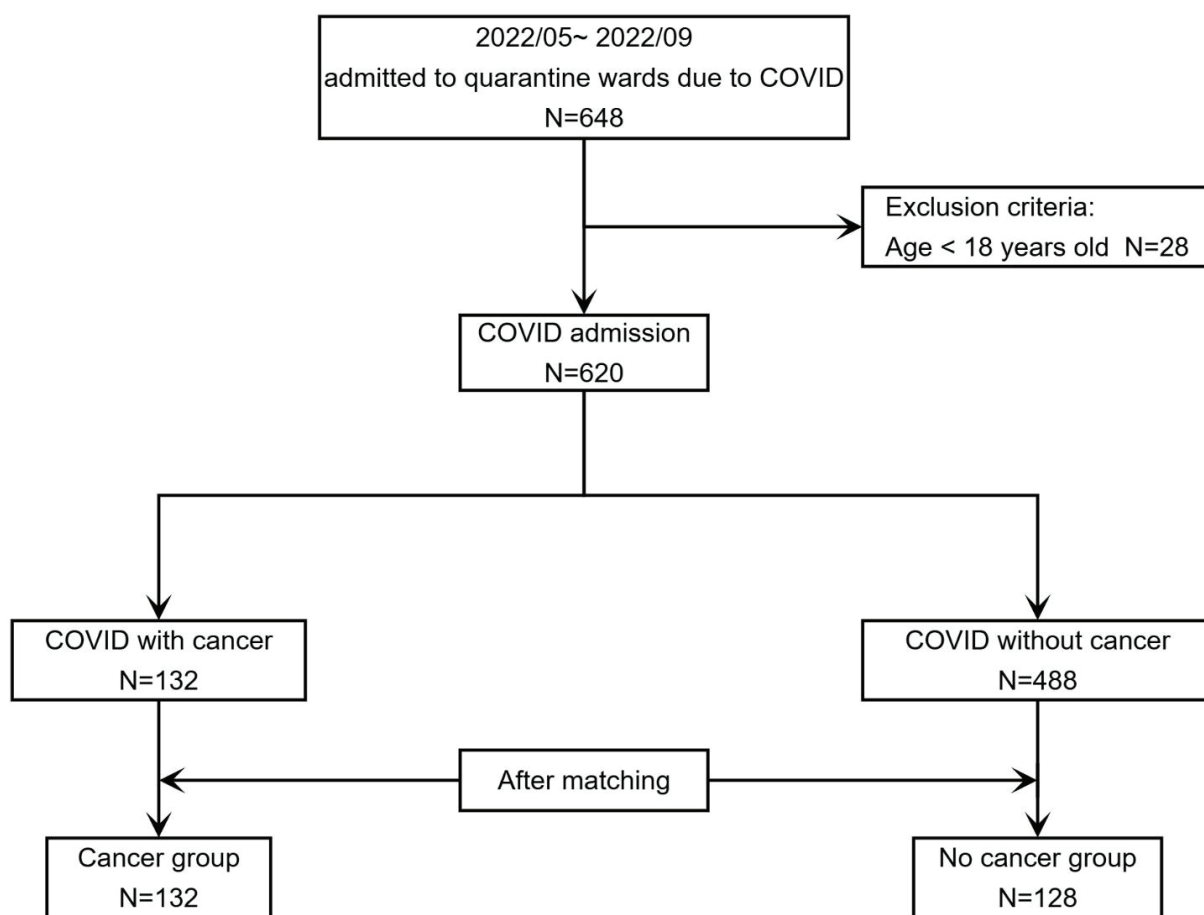 2022/05~ 2022/09
admitted to quarantine wards due to COVID
N=648
Exclusion criteria:
Age < 18 years old N=28
COVID admission
N=620
COVID with cancer
N=132
COVID without cancer
N=488
After matching
Cancer group
N=132
No cancer group
N=128